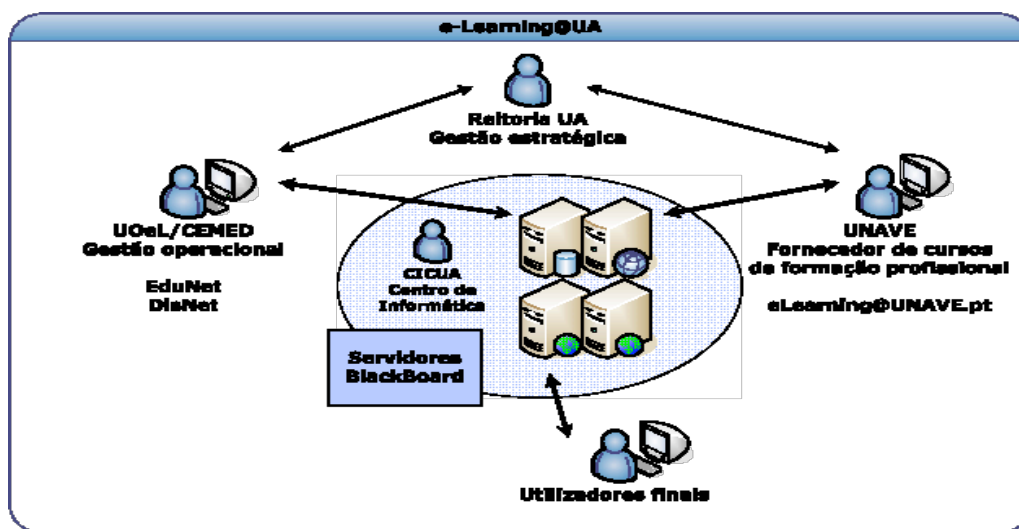 e-Learning@UA
Reitoria UA
Gestão estratégica
UOeL/CEMED
Gestão operacional
EduNet
DisNet
CICUA
Centro de
Informática
UNAVE
Fornecedor de cursos
de formação profissional
eLearning@UNAVE.pt
Servidores
BlackBoard
Utilizadores finais